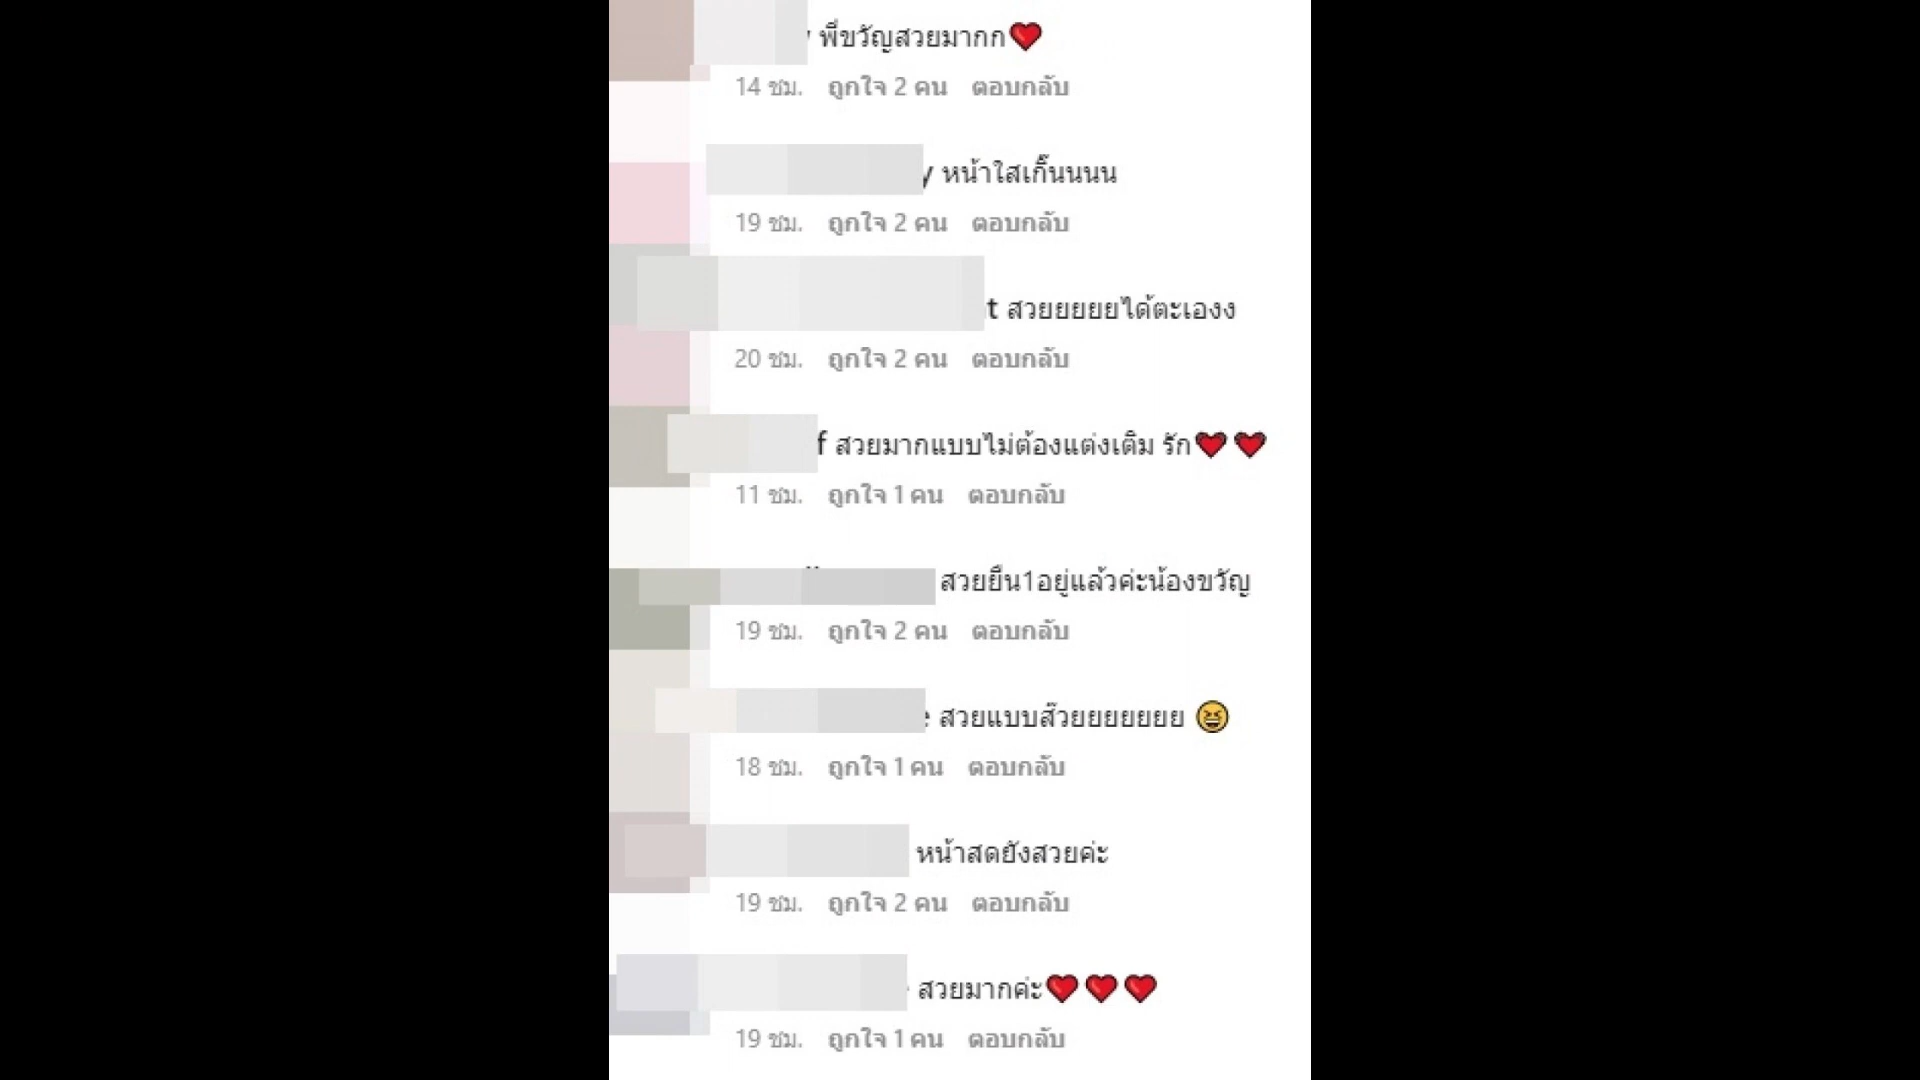 พี่ขวัญสวยมากก❤️
14 ชม. ถูกใจ 2 คน ตอบกลับ
y หน้าใสเกิ๊นนนน
19 ชม. ถูกใจ 2 คน ตอบกลับ
t สวยยยยยได้ตะเองง
20 ชม. ถูกใจ 2 คน ตอบกลับ
f สวยมากแบบไม่ต้องแต่งเติม รัก❤️❤️
11 ชม. ถูกใจ 1 คน ตอบกลับ
สวยยืน1อยู่แล้วค่ะน้องขวัญ
19 ชม. ถูกใจ 2 คน ตอบกลับ
e สวยแบบส๊วยยยยยยย 😆
18 ชม. ถูกใจ 1 คน ตอบกลับ
หน้าสดยังสวยค่ะ
19 ชม. ถูกใจ 2 คน ตอบกลับ
สวยมากค่ะ❤️❤️❤️
19 ชม. ถูกใจ 1 คน ตอบกลับ